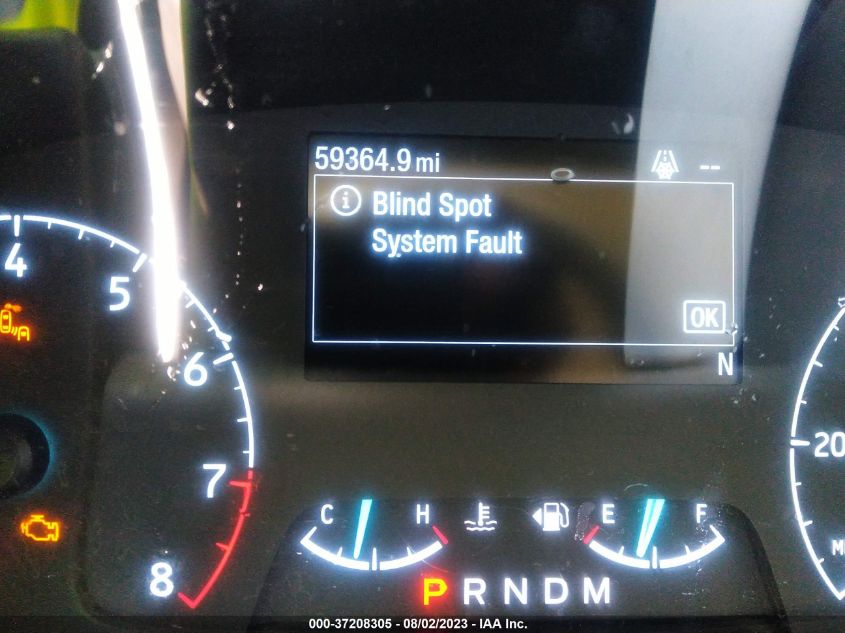 59364.9 mi --
i Blind Spot
System Fault
OK
N
4
5
6
7
8
20
C H
E F
P R N D M
000-37208305 - 08/02/2023 - IAA Inc.